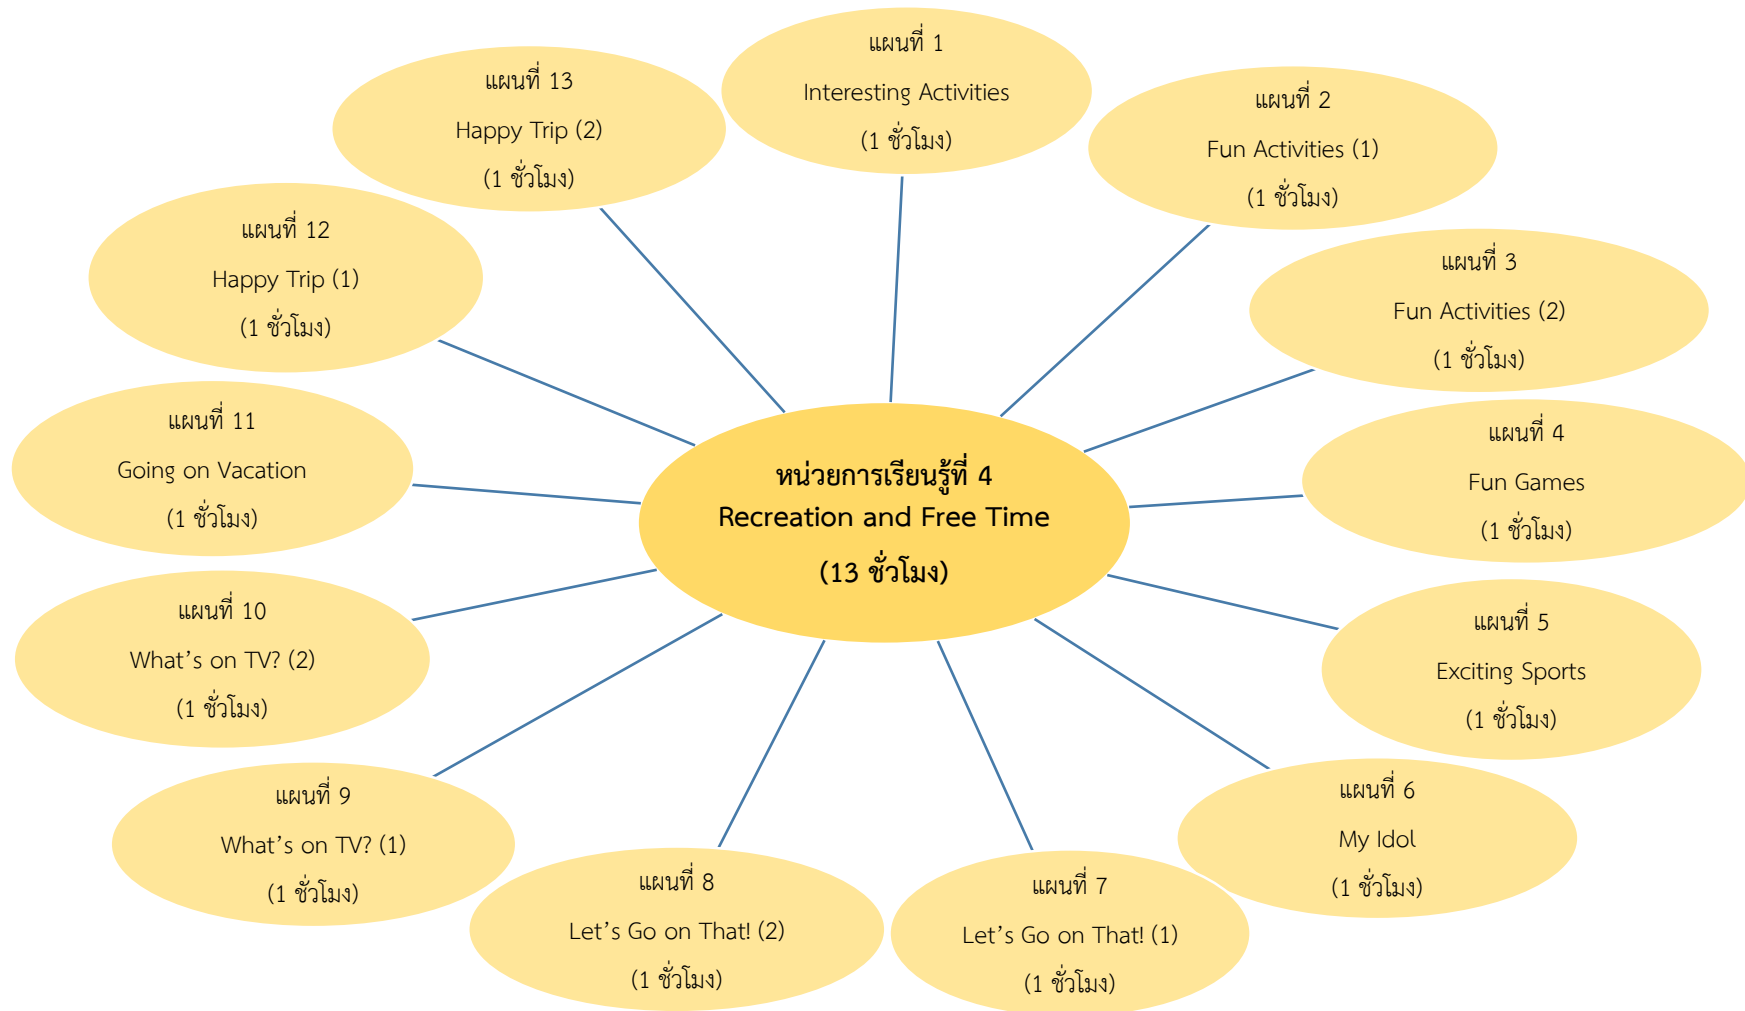 แผนที่ 1
Interesting Activities
(1 ชั่วโมง)
แผนที่ 2
Fun Activities (1)
(1 ชั่วโมง)
แผนที่ 3
Fun Activities (2)
(1 ชั่วโมง)
แผนที่ 4
Fun Games
(1 ชั่วโมง)
แผนที่ 5
Exciting Sports
(1 ชั่วโมง)
แผนที่ 6
My Idol
(1 ชั่วโมง)
แผนที่ 7
Let’s Go on That! (1)
(1 ชั่วโมง)
แผนที่ 8
Let’s Go on That! (2)
(1 ชั่วโมง)
แผนที่ 9
What’s on TV? (1)
(1 ชั่วโมง)
แผนที่ 10
What’s on TV? (2)
(1 ชั่วโมง)
แผนที่ 11
Going on Vacation
(1 ชั่วโมง)
แผนที่ 12
Happy Trip (1)
(1 ชั่วโมง)
แผนที่ 13
Happy Trip (2)
(1 ชั่วโมง)
หน่วยการเรียนรู้ที่ 4
Recreation and Free Time
(13 ชั่วโมง)